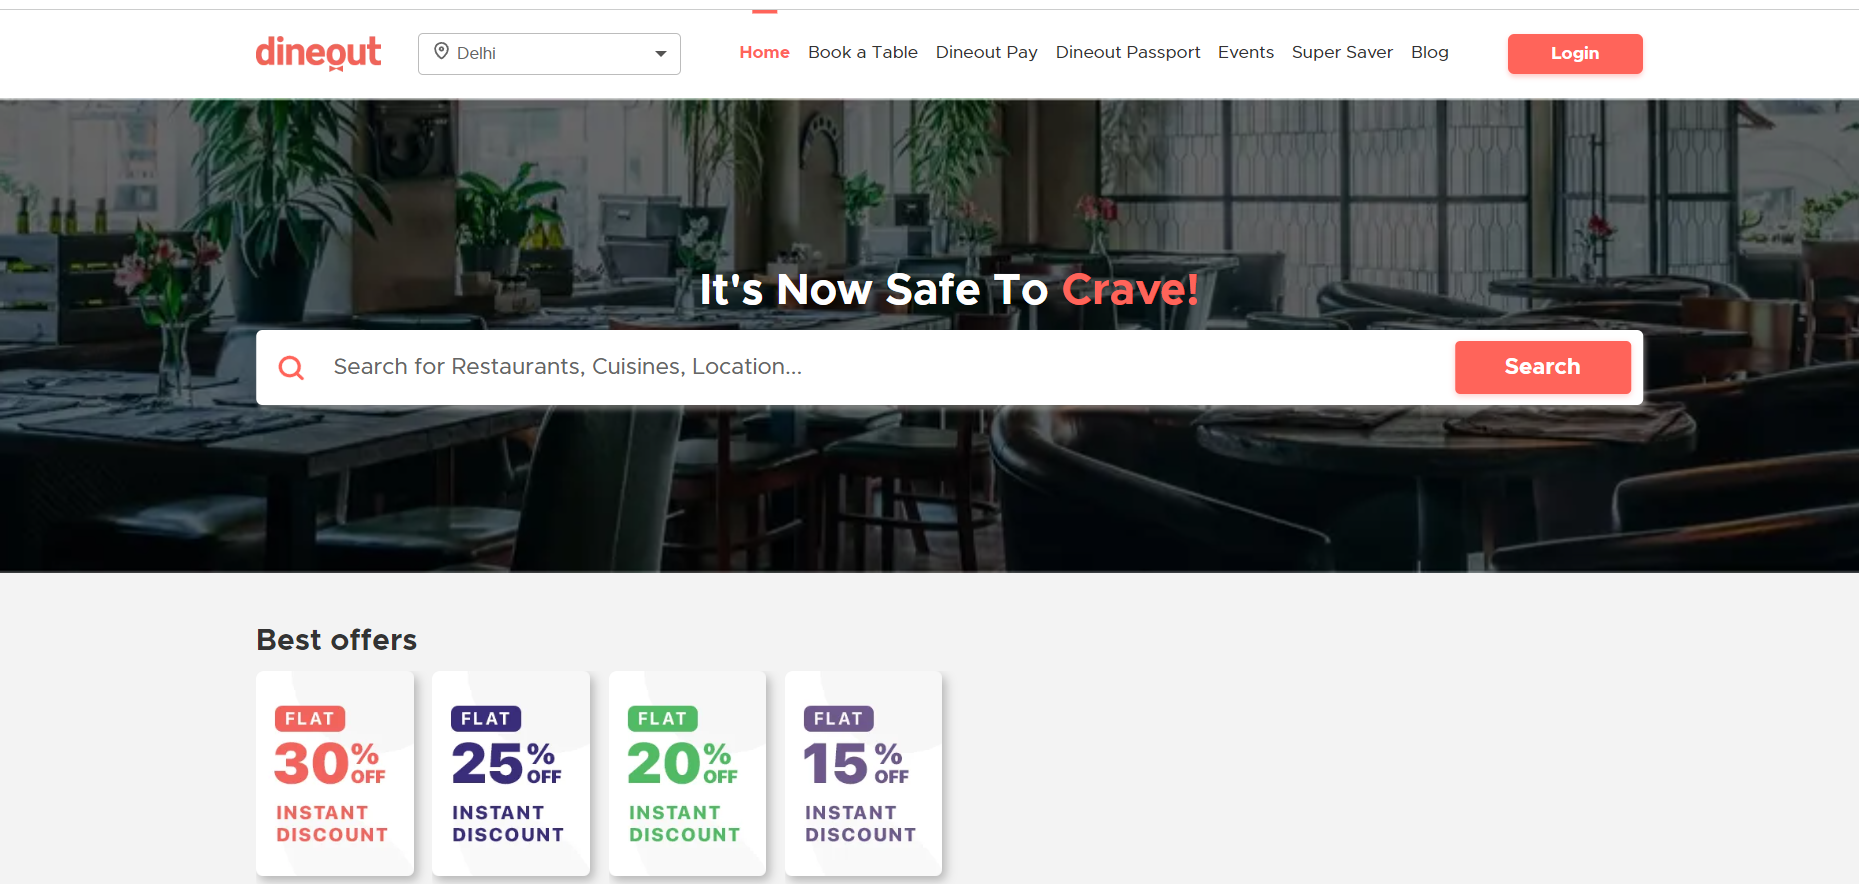 dineout
Delhi
Home Book a Table Dineout Pay Dineout Passport Events Super Saver Blog
Login
It's Now Safe To Crave!
Search for Restaurants, Cuisines, Location...
Search
Best offers
FLAT
30% OFF
INSTANT
DISCOUNT
FLAT
25% OFF
INSTANT
DISCOUNT
FLAT
20% OFF
INSTANT
DISCOUNT
FLAT
15% OFF
INSTANT
DISCOUNT